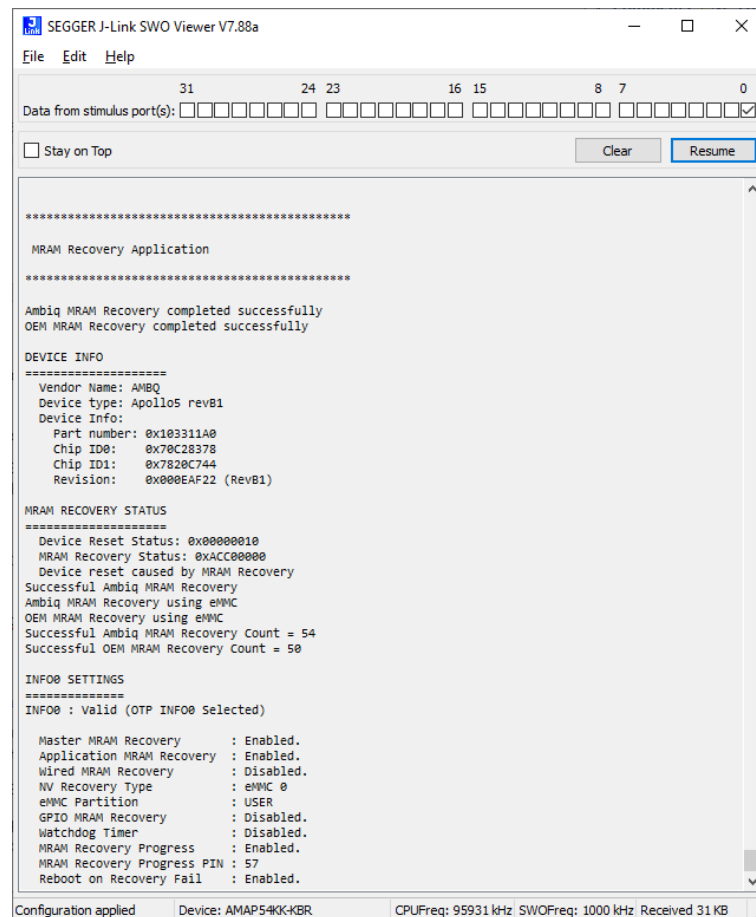 SEGGER J-Link SWO Viewer V7.88a
File Edit Help
31 24 23 16 15 8 7 0
Data from stimulus port(s):
Stay on Top Clear Resume
**********************************************
MRAM Recovery Application
**********************************************
Ambiq MRAM Recovery completed successfully
OEM MRAM Recovery completed successfully
DEVICE INFO
====================
Vendor Name: AMBQ
Device type: Apollo5 revB1
Device Info:
Part number: 0x103311A0
Chip ID0: 0x70C28378
Chip ID1: 0x7820C744
Revision: 0x000EAF22 (RevB1)
MRAM RECOVERY STATUS
====================
Device Reset Status: 0x00000010
MRAM Recovery Status: 0xACC00000
Device reset caused by MRAM Recovery
Successful Ambiq MRAM Recovery
Ambiq MRAM Recovery using eMMC
OEM MRAM Recovery using eMMC
Successful Ambiq MRAM Recovery Count = 54
Successful OEM MRAM Recovery Count = 50
INFO0 SETTINGS
==============
INFO0 : Valid (OTP INFO0 Selected)
Master MRAM Recovery : Enabled.
Application MRAM Recovery : Enabled.
Wired MRAM Recovery : Disabled.
NV Recovery Type : eMMC 0
eMMC Partition : USER
GPIO MRAM Recovery : Disabled.
Watchdog Timer : Disabled.
MRAM Recovery Progress : Enabled.
MRAM Recovery Progress PIN : 57
Reboot on Recovery Fail : Enabled.
Configuration applied Device: AMAP54KK-KBR CPUFreq: 95931 kHz SWOFreq: 1000 kHz Received 31 KB